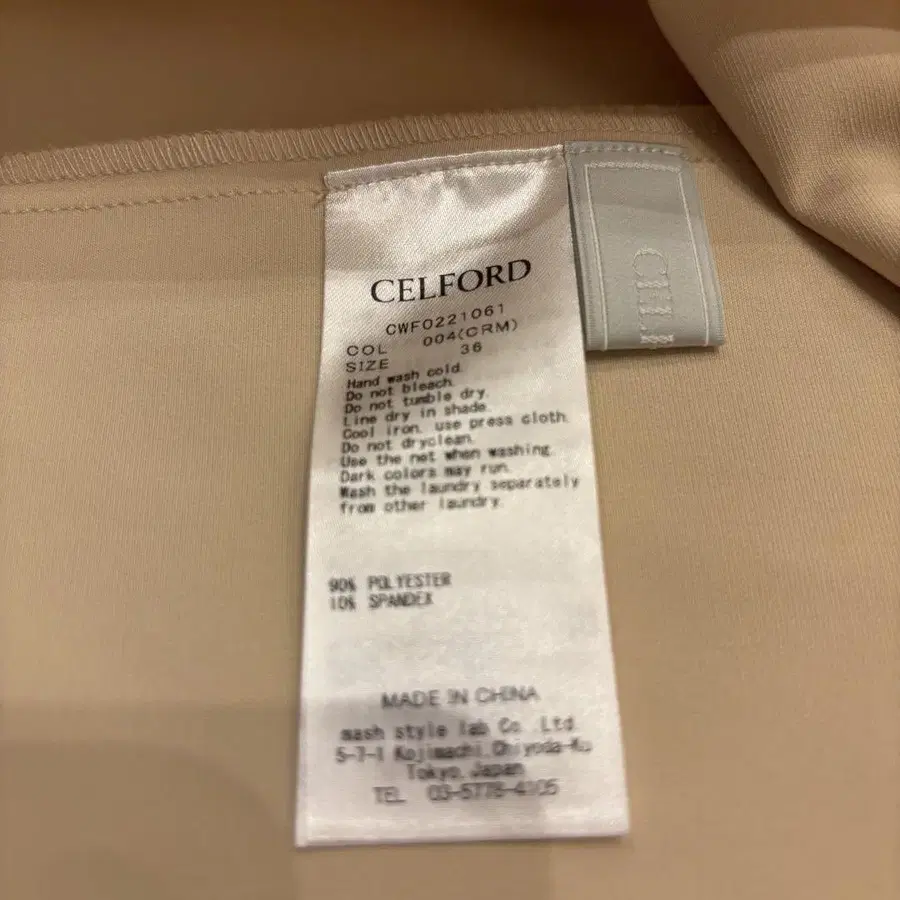 CELFORD
CWF0221061
COL 004(CRM)
SIZE 36
Hand wash cold.
Do not bleach.
Do not tumble dry.
Line dry in shade.
Cool iron, use press cloth.
Do not dryclean.
Use the net when washing.
Dark colors may run.
Wash the laundry separately
from other laundry.
90% POLYESTER
10% SPANDEX
MADE IN CHINA
mash style lab Co. Ltd
5-7-1 Kojimachi, Chiyoda-Ku
Tokyo, Japan
TEL 03-5778-4105